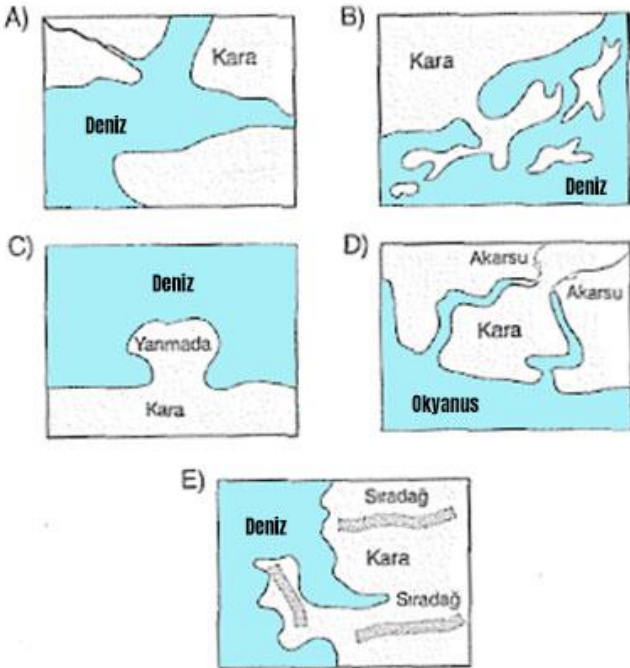 A)
Kara
Deniz
B)
Kara
Deniz
C)
Deniz
Yarımada
Kara
D)
Akarsu
Akarsu
Kara
Okyanus
E)
Sıradağ
Deniz
Kara
Sıradağ